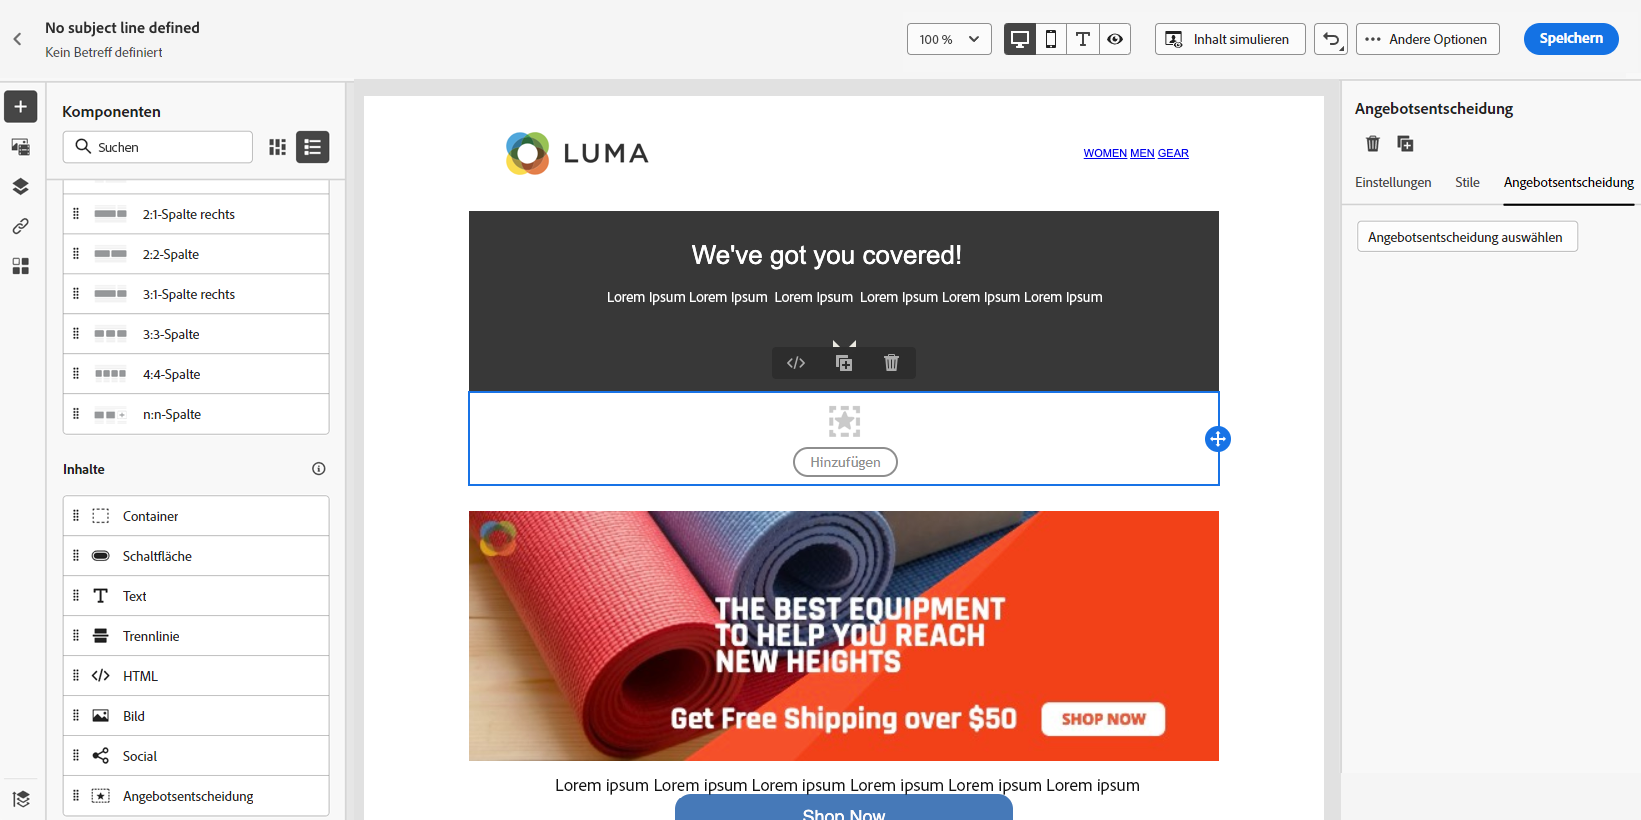 No subject line defined
Kein Betreff definiert
100 %
Inhalt simulieren
Andere Optionen
Speichern
Komponenten
Suchen
2:1-Spalte rechts
2:2-Spalte
3:1-Spalte rechts
3:3-Spalte
4:4-Spalte
n:n-Spalte
Inhalte
Container
Schaltfläche
Text
Trennlinie
HTML
Bild
Social
Angebotsentscheidung
LUMA
WOMEN MEN GEAR
We've got you covered!
Lorem Ipsum Lorem Ipsum Lorem Ipsum Lorem Ipsum Lorem Ipsum Lorem Ipsum
Hinzufügen
THE BEST EQUIPMENT
TO HELP YOU REACH
NEW HEIGHTS
Get Free Shipping over $50
SHOP NOW
Lorem ipsum Lorem ipsum Lorem ipsum Lorem ipsum Lorem ipsum Lorem ipsum
Shop Now
Angebotsentscheidung
Einstellungen Stile Angebotsentscheidung
Angebotsentscheidung auswählen